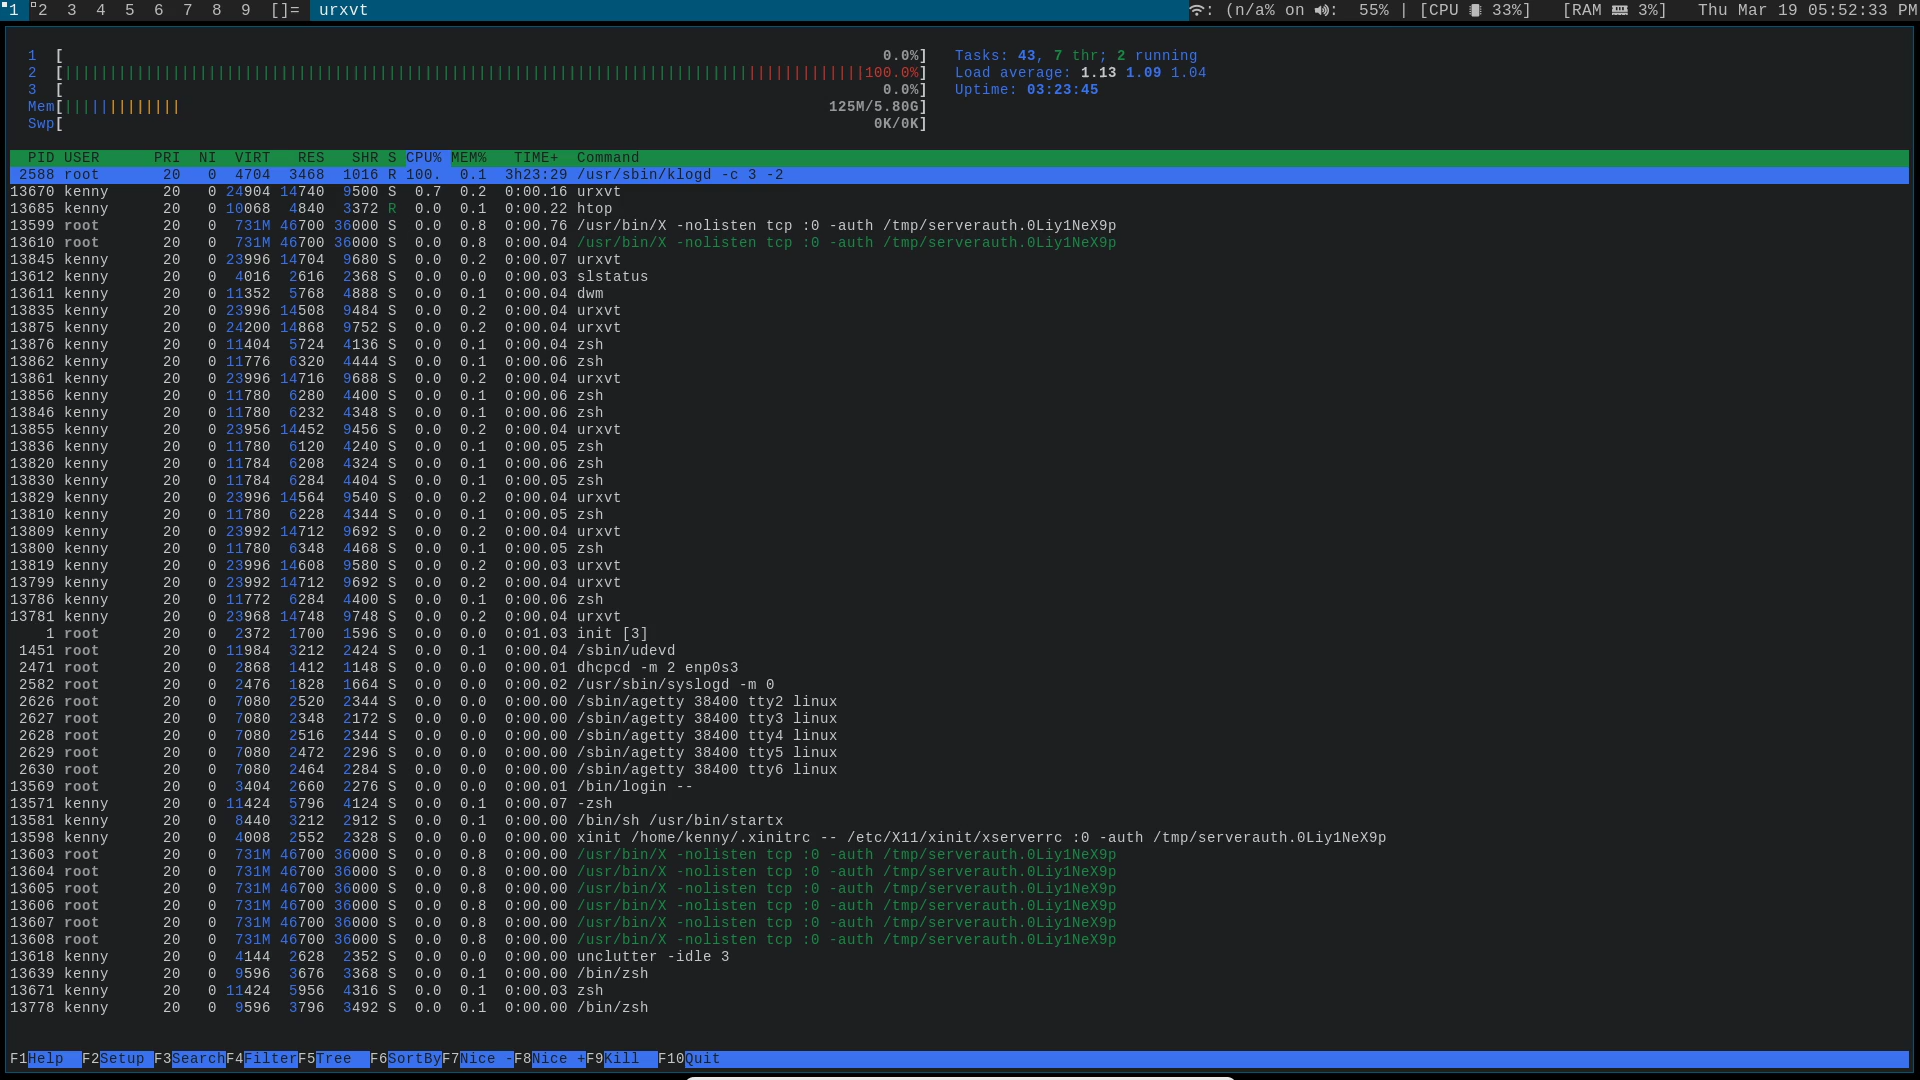 1 2 3 4 5 6 7 8 9 []= urxvt : (n/a% on : 55% | [CPU 33%] [RAM 3%] Thu Mar 19 05:52:33 PM
1 [ 0.0%] Tasks: 43, 7 thr; 2 running
2 [||||||||||||||||||||||||||||||||||||||||||||||||||||||||||||||||||||||||||||||||||||||||||100.0%] Load average: 1.13 1.09 1.04
3 [ 0.0%] Uptime: 03:23:45
Mem[||||||||||||| 125M/5.80G]
Swp[ 0K/0K]
PID USER PRI NI VIRT RES SHR S CPU% MEM% TIME+ Command
2588 root 20 0 4704 3468 1016 R 100. 0.1 3h23:29 /usr/sbin/klogd -c 3 -2
13670 kenny 20 0 24904 14740 9500 S 0.7 0.2 0:00.16 urxvt
13685 kenny 20 0 10068 4840 3372 R 0.0 0.1 0:00.22 htop
13599 root 20 0 731M 46700 36000 S 0.0 0.8 0:00.76 /usr/bin/X -nolisten tcp :0 -auth /tmp/serverauth.0Liy1NeX9p
13610 root 20 0 731M 46700 36000 S 0.0 0.8 0:00.04 /usr/bin/X -nolisten tcp :0 -auth /tmp/serverauth.0Liy1NeX9p
13845 kenny 20 0 23996 14704 9680 S 0.0 0.2 0:00.07 urxvt
13612 kenny 20 0 4016 2616 2368 S 0.0 0.0 0:00.03 slstatus
13611 kenny 20 0 11352 5768 4888 S 0.0 0.1 0:00.04 dwm
13835 kenny 20 0 23996 14508 9484 S 0.0 0.2 0:00.04 urxvt
13875 kenny 20 0 24200 14868 9752 S 0.0 0.2 0:00.04 urxvt
13876 kenny 20 0 11404 5724 4136 S 0.0 0.1 0:00.04 zsh
13862 kenny 20 0 11776 6320 4444 S 0.0 0.1 0:00.06 zsh
13861 kenny 20 0 23996 14716 9688 S 0.0 0.2 0:00.04 urxvt
13856 kenny 20 0 11780 6280 4400 S 0.0 0.1 0:00.06 zsh
13846 kenny 20 0 11780 6232 4348 S 0.0 0.1 0:00.06 zsh
13855 kenny 20 0 23956 14452 9456 S 0.0 0.2 0:00.04 urxvt
13836 kenny 20 0 11780 6120 4240 S 0.0 0.1 0:00.05 zsh
13820 kenny 20 0 11784 6208 4324 S 0.0 0.1 0:00.06 zsh
13830 kenny 20 0 11784 6284 4404 S 0.0 0.1 0:00.05 zsh
13829 kenny 20 0 23996 14564 9540 S 0.0 0.2 0:00.04 urxvt
13810 kenny 20 0 11780 6228 4344 S 0.0 0.1 0:00.05 zsh
13809 kenny 20 0 23992 14712 9692 S 0.0 0.2 0:00.04 urxvt
13800 kenny 20 0 11780 6348 4468 S 0.0 0.1 0:00.05 zsh
13819 kenny 20 0 23996 14608 9580 S 0.0 0.2 0:00.03 urxvt
13799 kenny 20 0 23992 14712 9692 S 0.0 0.2 0:00.04 urxvt
13786 kenny 20 0 11772 6284 4400 S 0.0 0.1 0:00.06 zsh
13781 kenny 20 0 23968 14748 9748 S 0.0 0.2 0:00.04 urxvt
1 root 20 0 2372 1700 1596 S 0.0 0.0 0:01.03 init [3]
1451 root 20 0 11984 3212 2424 S 0.0 0.1 0:00.04 /sbin/udevd
2471 root 20 0 2868 1412 1148 S 0.0 0.0 0:00.01 dhcpcd -m 2 enp0s3
2582 root 20 0 2476 1828 1664 S 0.0 0.0 0:00.02 /usr/sbin/syslogd -m 0
2626 root 20 0 7080 2520 2344 S 0.0 0.0 0:00.00 /sbin/agetty 38400 tty2 linux
2627 root 20 0 7080 2348 2172 S 0.0 0.0 0:00.00 /sbin/agetty 38400 tty3 linux
2628 root 20 0 7080 2516 2344 S 0.0 0.0 0:00.00 /sbin/agetty 38400 tty4 linux
2629 root 20 0 7080 2472 2296 S 0.0 0.0 0:00.00 /sbin/agetty 38400 tty5 linux
2630 root 20 0 7080 2464 2284 S 0.0 0.0 0:00.00 /sbin/agetty 38400 tty6 linux
13569 root 20 0 3404 2660 2276 S 0.0 0.0 0:00.01 /bin/login --
13571 kenny 20 0 11424 5796 4124 S 0.0 0.1 0:00.07 -zsh
13581 kenny 20 0 8440 3212 2912 S 0.0 0.1 0:00.00 /bin/sh /usr/bin/startx
13598 kenny 20 0 4008 2552 2328 S 0.0 0.0 0:00.00 xinit /home/kenny/.xinitrc -- /etc/X11/xinit/xserverrc :0 -auth /tmp/serverauth.0Liy1NeX9p
13603 root 20 0 731M 46700 36000 S 0.0 0.8 0:00.00 /usr/bin/X -nolisten tcp :0 -auth /tmp/serverauth.0Liy1NeX9p
13604 root 20 0 731M 46700 36000 S 0.0 0.8 0:00.00 /usr/bin/X -nolisten tcp :0 -auth /tmp/serverauth.0Liy1NeX9p
13605 root 20 0 731M 46700 36000 S 0.0 0.8 0:00.00 /usr/bin/X -nolisten tcp :0 -auth /tmp/serverauth.0Liy1NeX9p
13606 root 20 0 731M 46700 36000 S 0.0 0.8 0:00.00 /usr/bin/X -nolisten tcp :0 -auth /tmp/serverauth.0Liy1NeX9p
13607 root 20 0 731M 46700 36000 S 0.0 0.8 0:00.00 /usr/bin/X -nolisten tcp :0 -auth /tmp/serverauth.0Liy1NeX9p
13608 root 20 0 731M 46700 36000 S 0.0 0.8 0:00.00 /usr/bin/X -nolisten tcp :0 -auth /tmp/serverauth.0Liy1NeX9p
13618 kenny 20 0 4144 2628 2352 S 0.0 0.0 0:00.00 unclutter -idle 3
13639 kenny 20 0 9596 3676 3368 S 0.0 0.1 0:00.00 /bin/zsh
13671 kenny 20 0 11424 5956 4316 S 0.0 0.1 0:00.03 zsh
13778 kenny 20 0 9596 3796 3492 S 0.0 0.1 0:00.00 /bin/zsh
F1Help F2Setup F3SearchF4FilterF5Tree F6SortByF7Nice -F8Nice +F9Kill F10Quit